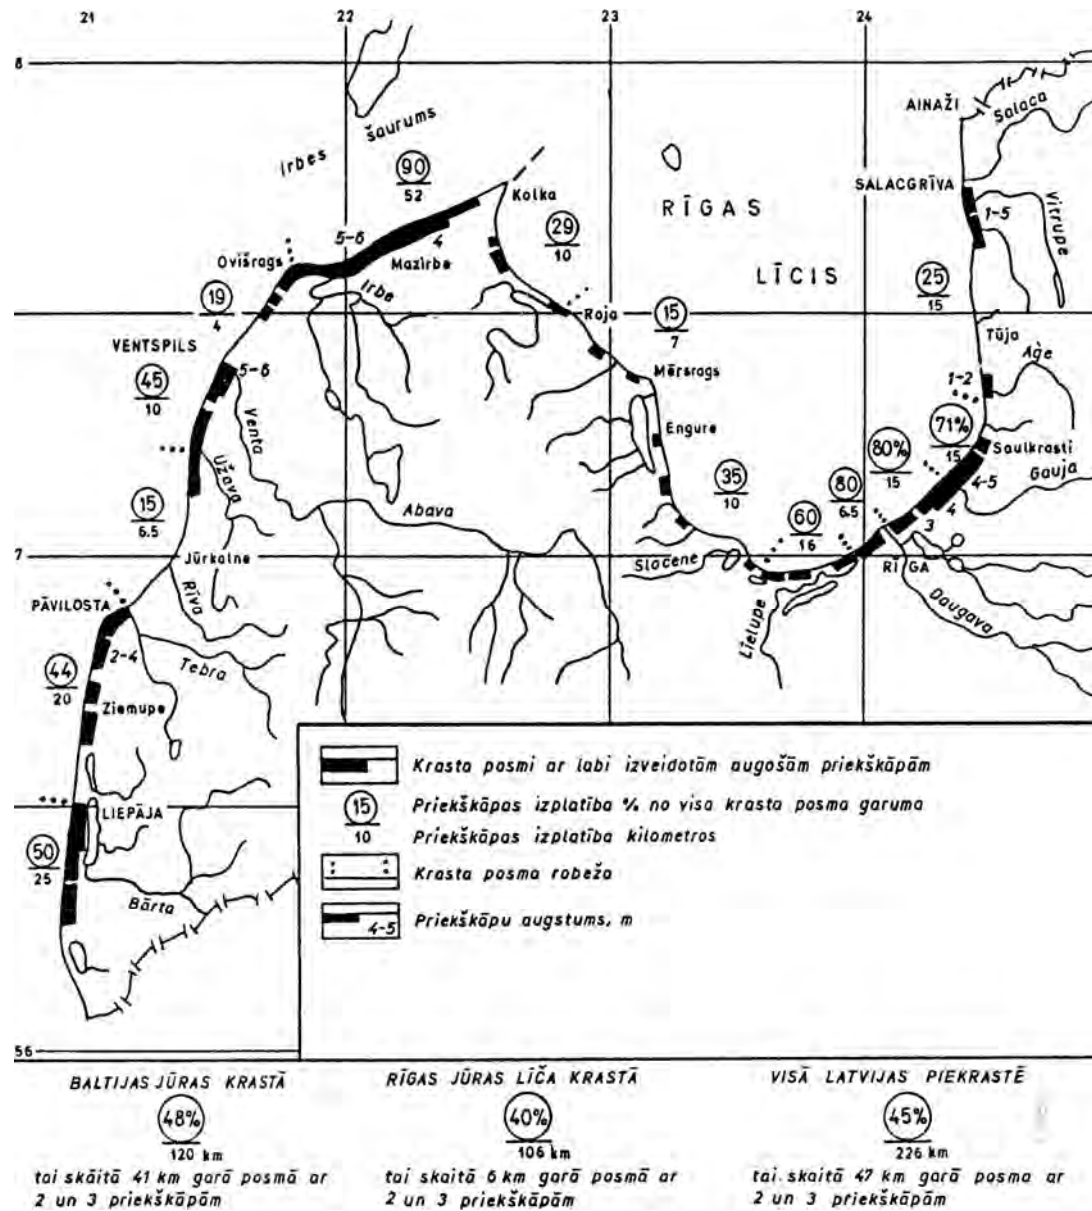 21
22
23
24
8
Irbes šaurums
90
52
Kolka
RĪGAS
LĪCIS
AINAŽI
Salaca
SALACGRĪVA
Vitrupe
1-5
5-6
4
29
10
Ovišrags
Mazirbe
Irbe
19
4
Roja
15
7
25
15
Tūja
VENTSPILS
45
10
5-6
Mērsrags
Aģe
1-2
Venta
Engure
71%
15
Saulkrasti
80%
15
4-5
Gauja
Užava
15
6.5
35
10
80
6.5
60
16
4
3
Abava
7
Jūrkalne
Slocene
RĪGA
PĀVILOSTA
Rīva
Lielupe
Daugava
2-4
Tebra
44
20
Ziemupe
LIEPĀJA
50
25
Bārta
Krasta posmi ar labi izveidotām augošām priekškāpām
15
Priekškāpas izplatība % no visa krasta posma garuma
10
Priekškāpas izplatība kilometros
Krasta posma robeža
4-5
Priekškāpu augstums, m
56
BALTIJAS JŪRAS KRASTĀ
48%
120 km
tai skāitā 41 km garā posmā ar
2 un 3 priekškāpām
RĪGAS JŪRAS LĪČA KRASTĀ
40%
106 km
tai skaitā 6 km garā posmā ar
2 un 3 priekškāpām
VISĀ LATVIJAS PIEKRASTĒ
45%
226 km
tai. skaitā 47 km garā posma ar
2 un 3 priekškāpām